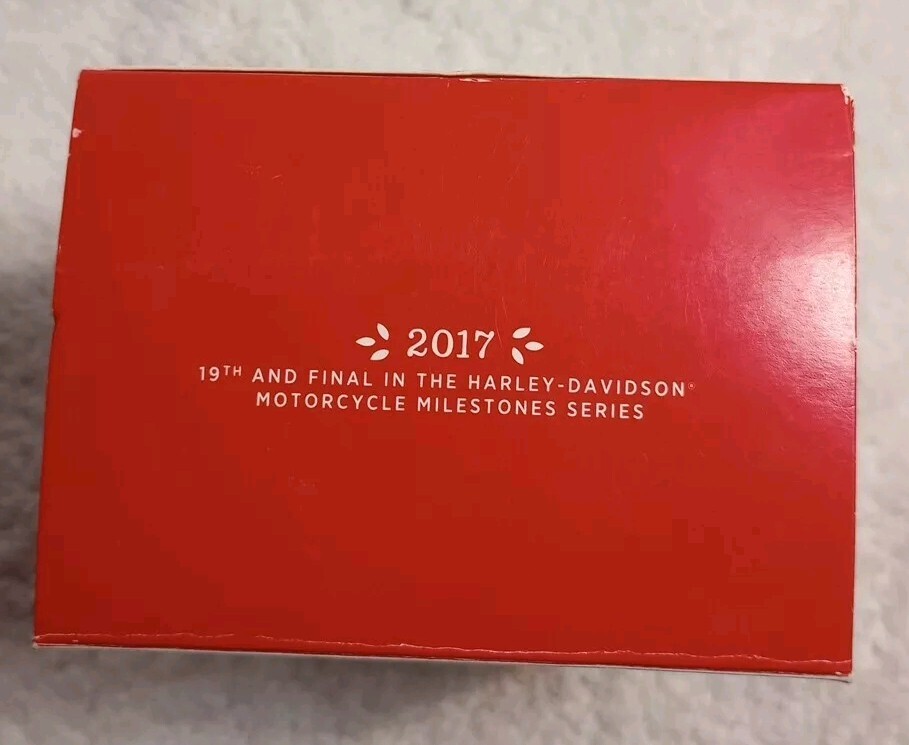 2017
19TH AND FINAL IN THE HARLEY-DAVIDSON®
MOTORCYCLE MILESTONES SERIES